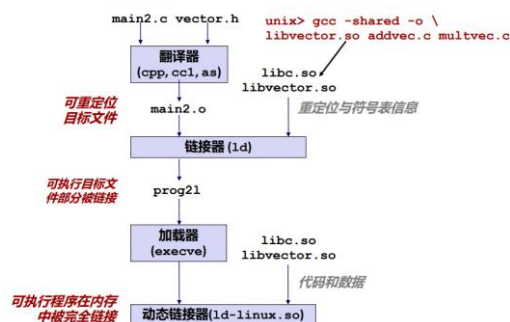 main2.c vector.h
unix> gcc -shared -o \
libvector.so addvec.c multvec.c
翻译器
(cpp,cc1,as)
libc.so
libvector.so
可重定位
目标文件
main2.o
重定位与符号表信息
链接器(ld)
可执行目标文
件部分被链接
prog2l
加载器
(execve)
libc.so
libvector.so
代码和数据
可执行程序在内存
中被完全链接
动态链接器(ld-linux.so)